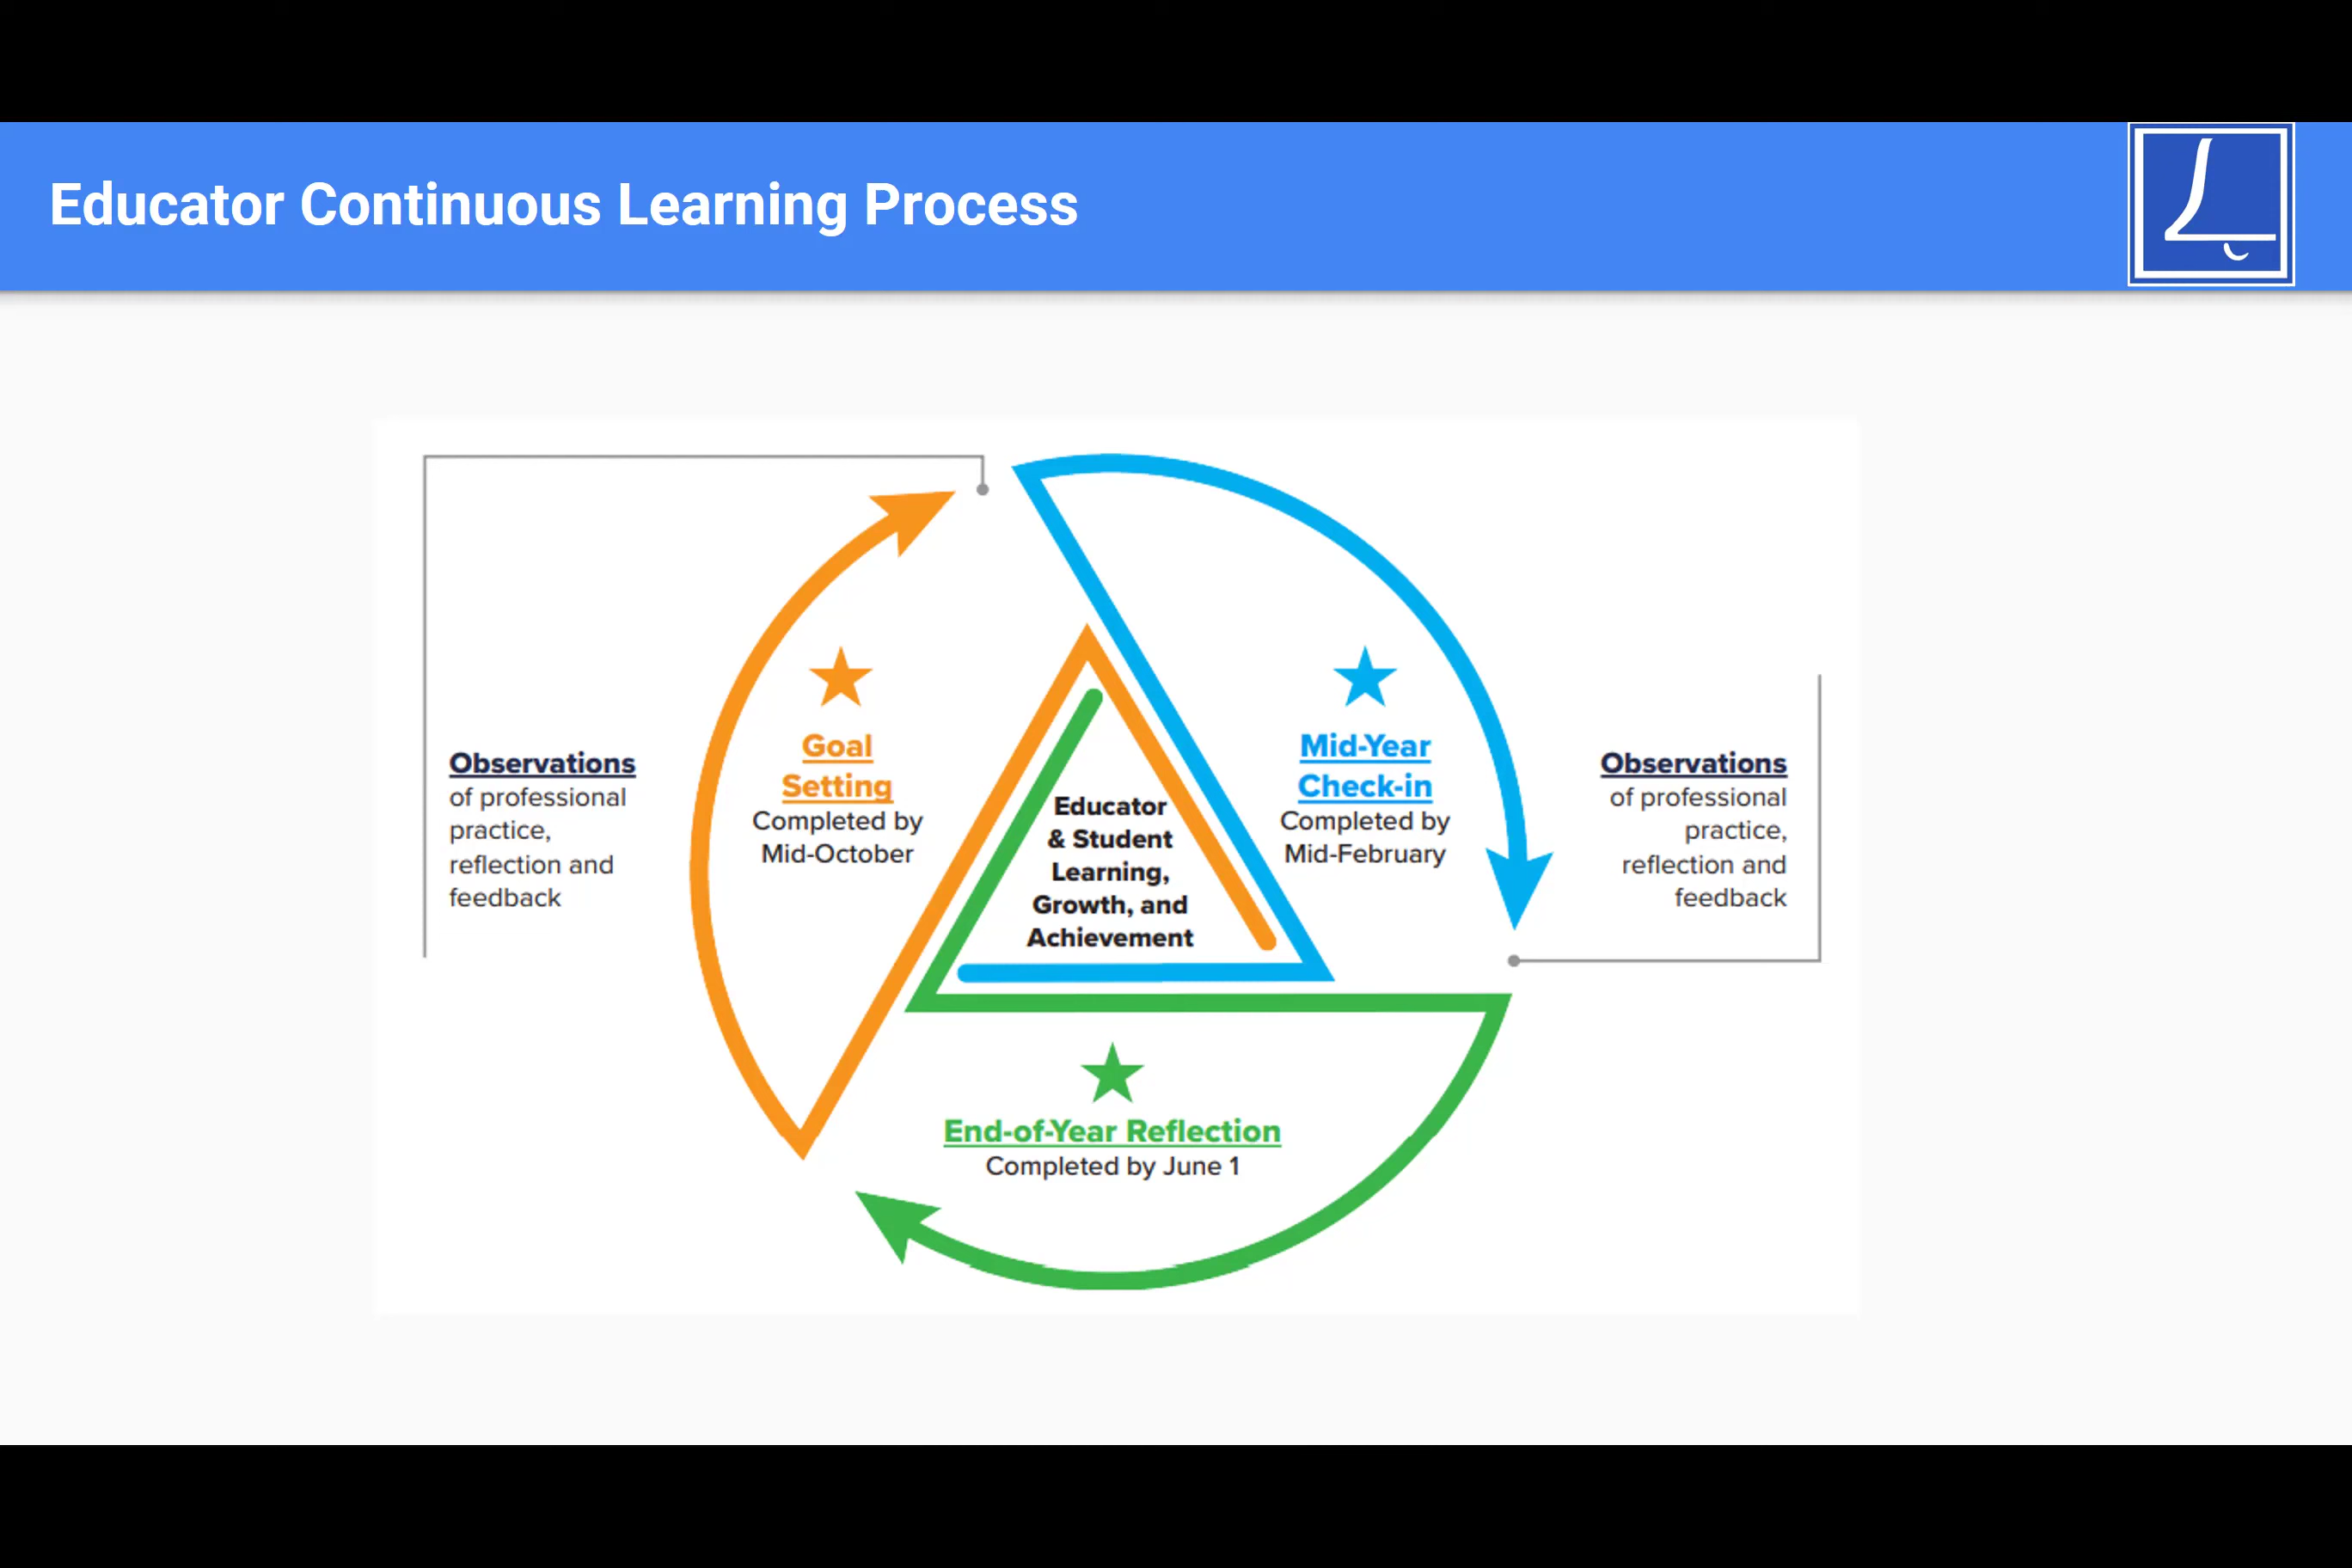 Educator Continuous Learning Process
Observations
of professional
practice,
reflection and
feedback
Goal
Setting
Completed by
Mid-October
Educator
& Student
Learning,
Growth, and
Achievement
Mid-Year
Check-in
Completed by
Mid-February
Observations
of professional
practice,
reflection and
feedback
End-of-Year Reflection
Completed by June 1